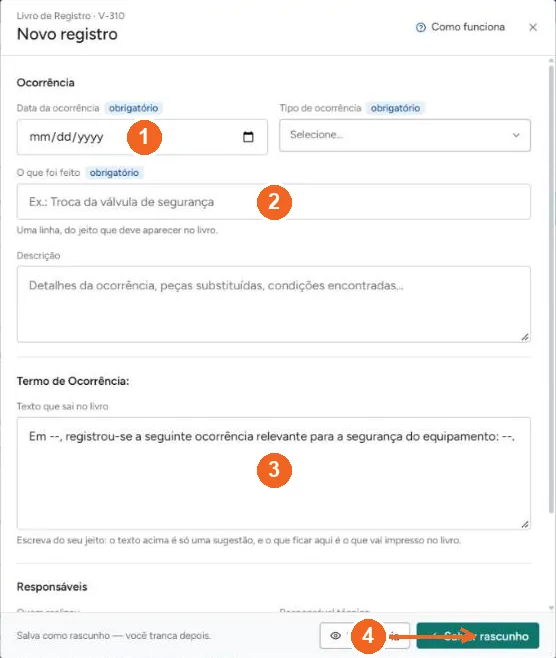 Livro de Registro · V-310
Novo registro
Como funciona
Ocorrência
Data da ocorrência obrigatório
Tipo de ocorrência obrigatório
mm/dd/yyyy
1
Selecione...
O que foi feito obrigatório
Ex.: Troca da válvula de segurança
2
Uma linha, do jeito que deve aparecer no livro.
Descrição
Detalhes da ocorrência, peças substituídas, condições encontradas...
Termo de Ocorrência:
Texto que sai no livro
Em --, registrou-se a seguinte ocorrência relevante para a segurança do equipamento: --.
3
Escreva do seu jeito: o texto acima é só uma sugestão, e o que ficar aqui é o que vai impresso no livro.
Responsáveis
Salva como rascunho — você tranca depois.
4
rascunho